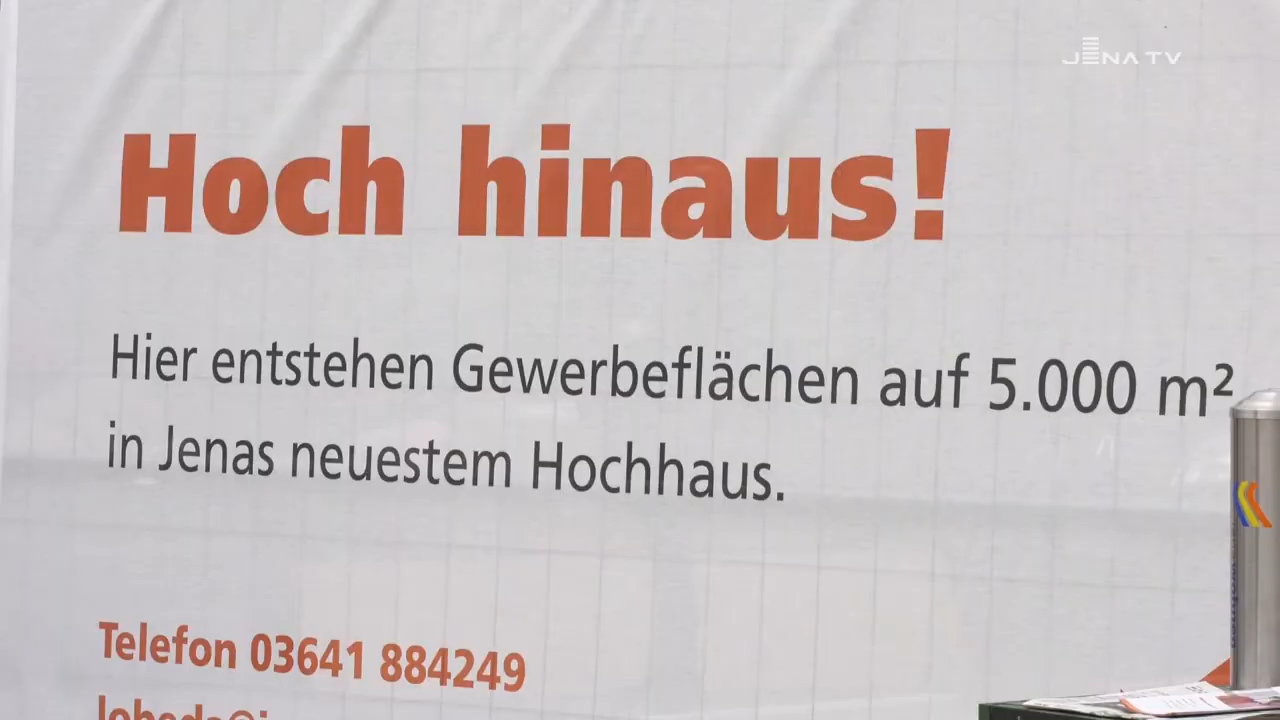 JENA TV
Hoch hinaus!
Hier entstehen Gewerbeflächen auf 5.000 m²
in Jenas neuestem Hochhaus.
Telefon 03641 884249